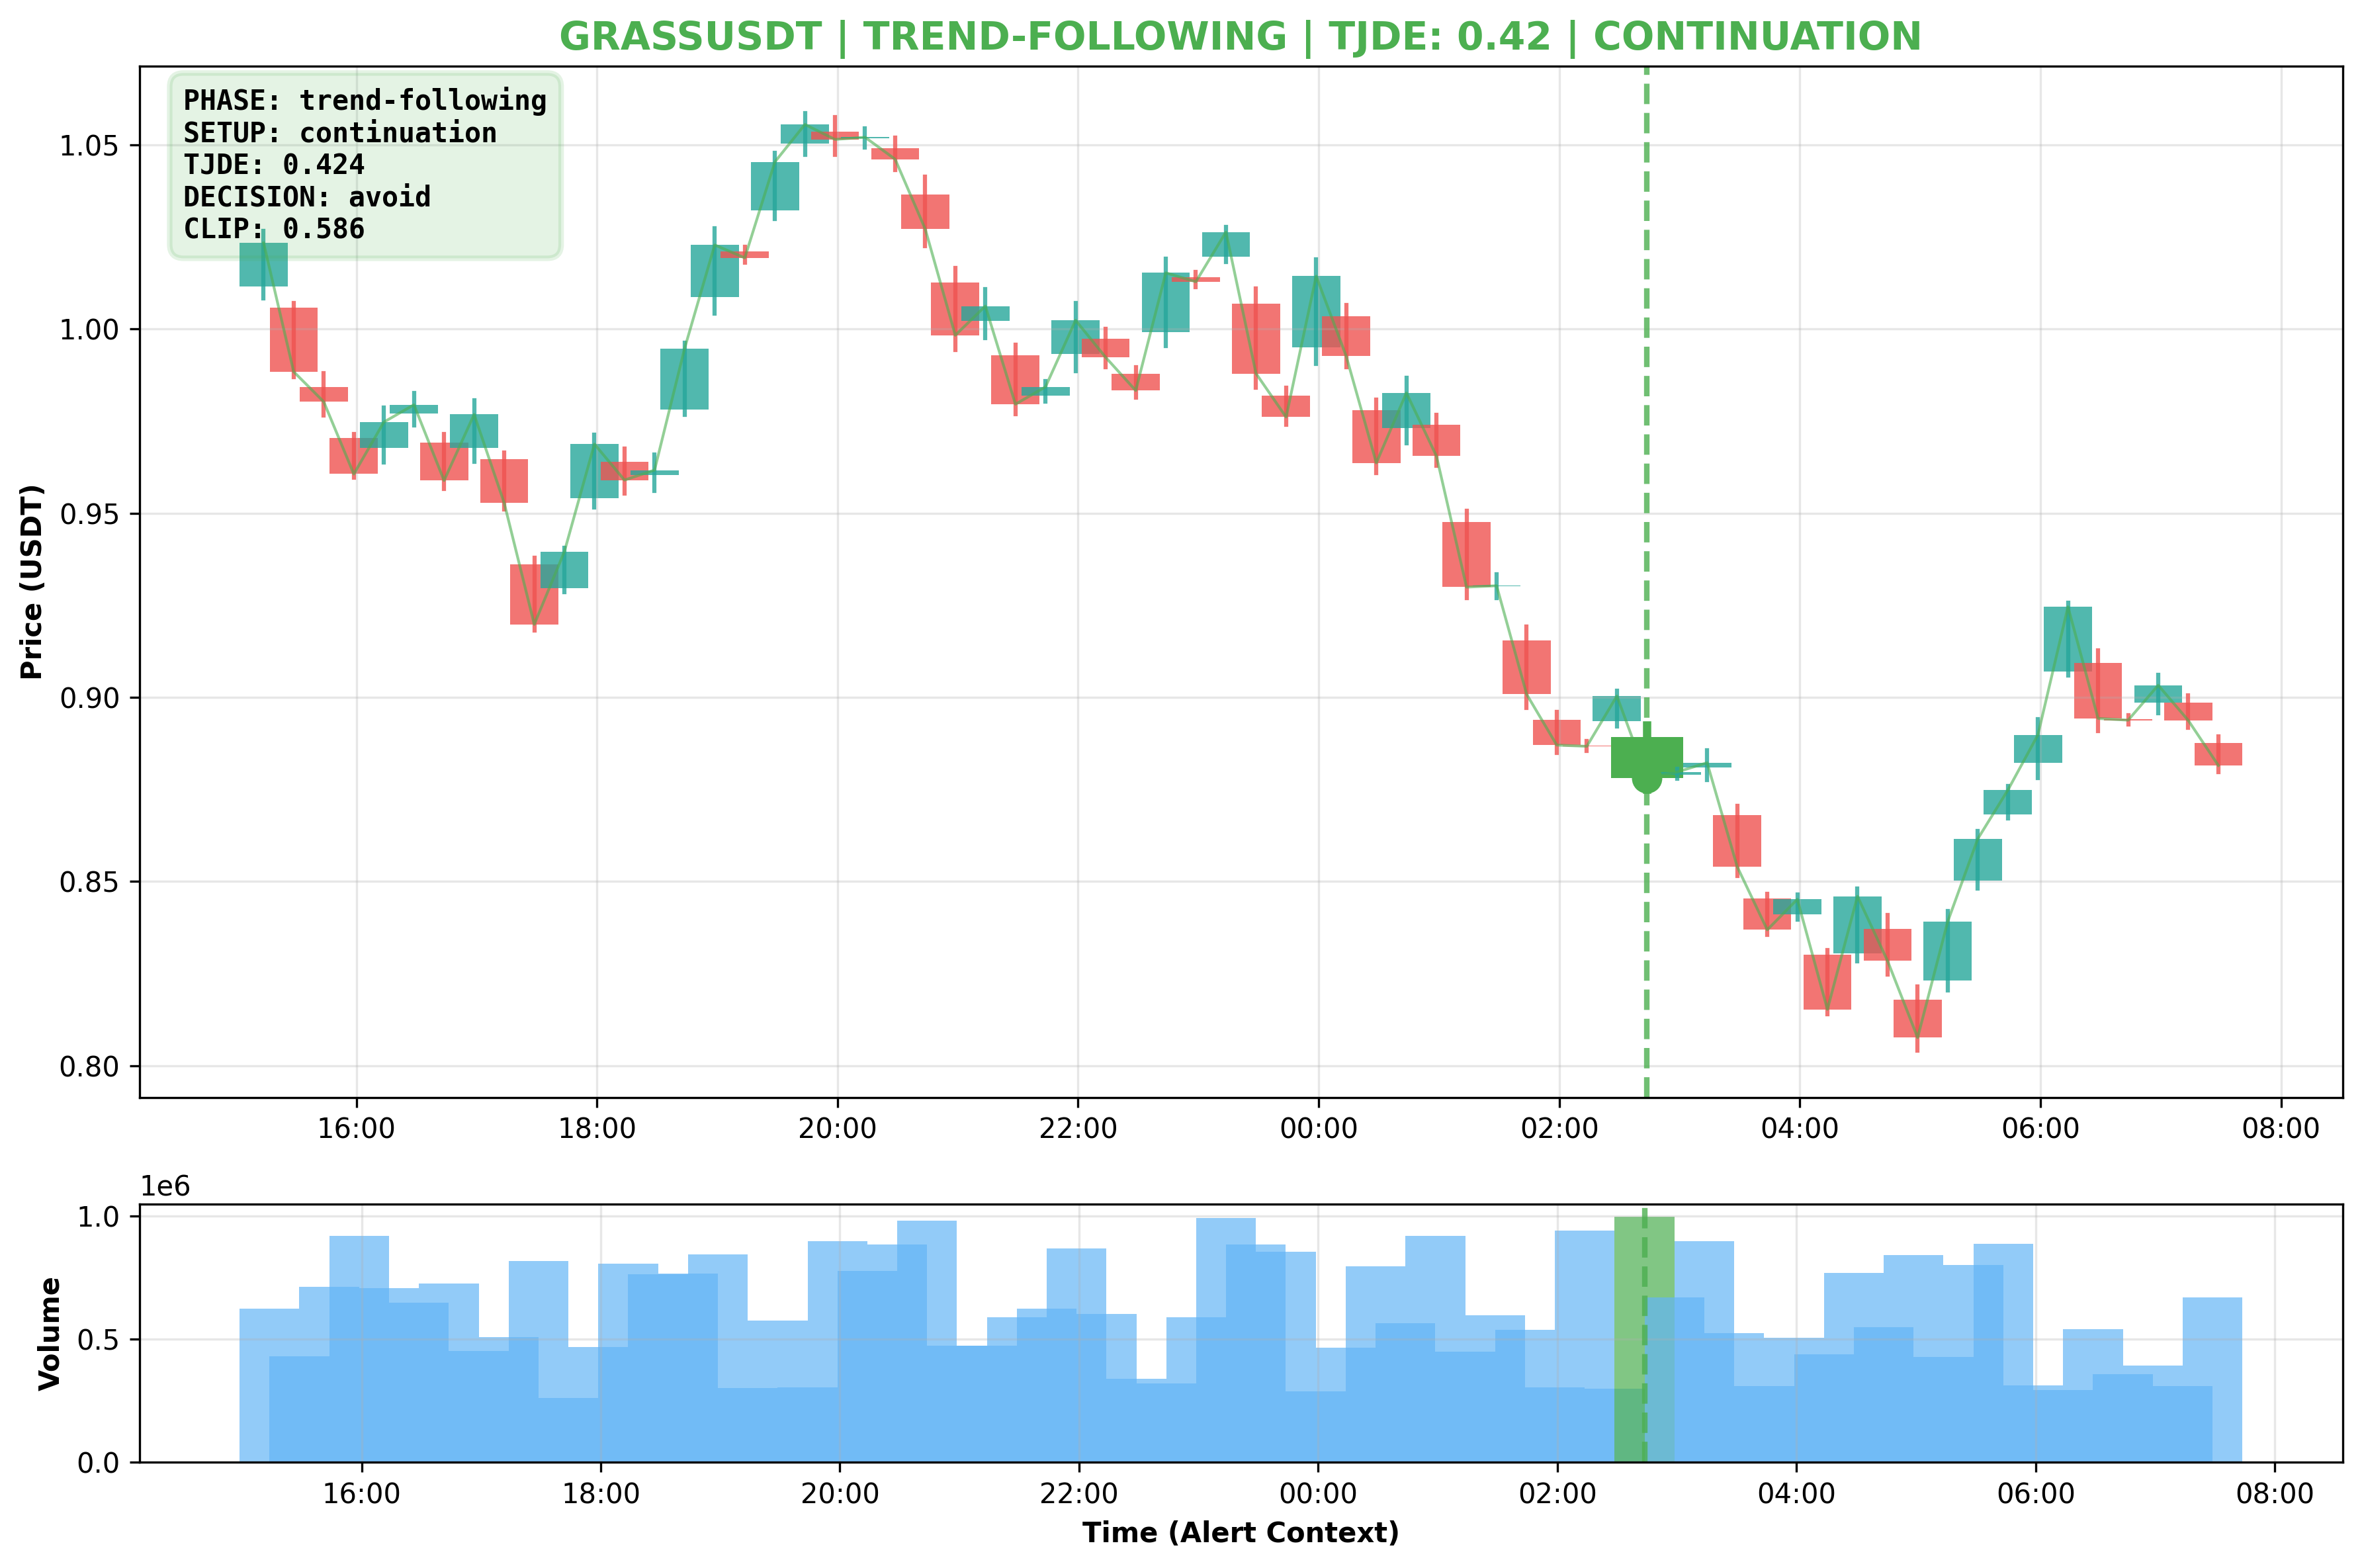 GRASSUSDT | TREND-FOLLOWING | TJDE: 0.42 | CONTINUATION
PHASE: trend-following
SETUP: continuation
TJDE: 0.424
DECISION: avoid
CLIP: 0.586
Price (USDT)
1.05
1.00
0.95
0.90
0.85
0.80
16:00 18:00 20:00 22:00 00:00 02:00 04:00 06:00 08:00
1e6
Volume
1.0
0.5
0.0
16:00 18:00 20:00 22:00 00:00 02:00 04:00 06:00 08:00
Time (Alert Context)